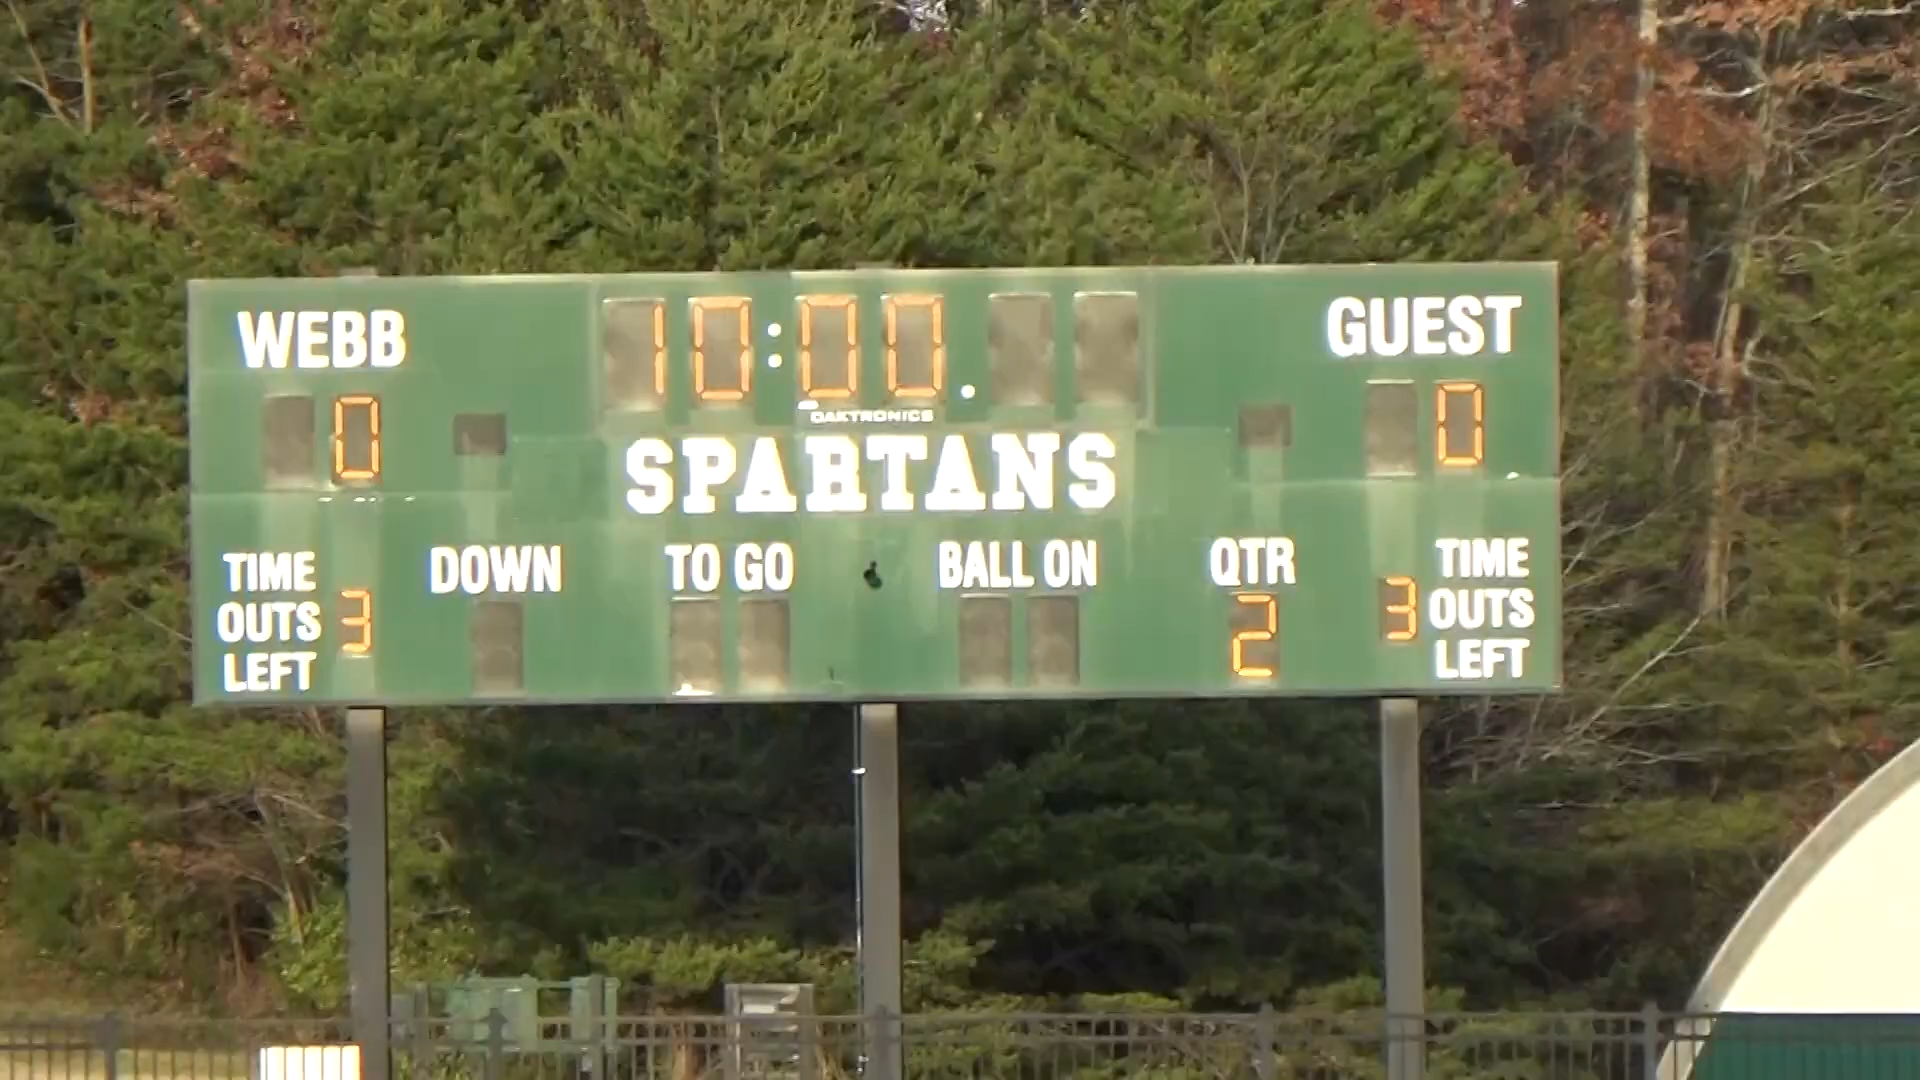 WEBB 10:00. GUEST
0 0
DAKTRONICS
SPARTANS
TIME OUTS LEFT 3
DOWN
TO GO
BALL ON
QTR 2
3 TIME OUTS LEFT